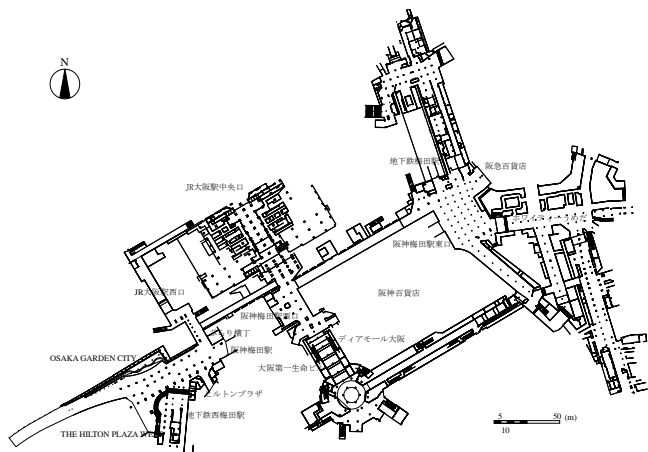 N
地下鉄梅田駅
阪急百貨店
JR大阪駅中央口
阪神梅田駅東口
JR大阪駅西口
阪神百貨店
阪神梅田駅西口
ディアモール大阪
阪神梅田駅
OSAKA GARDEN CITY
大阪第一生命ビ
ヒルトンプラザ
地下鉄西梅田駅
THE HILTON PLAZA WEST
5 50 (m)
10